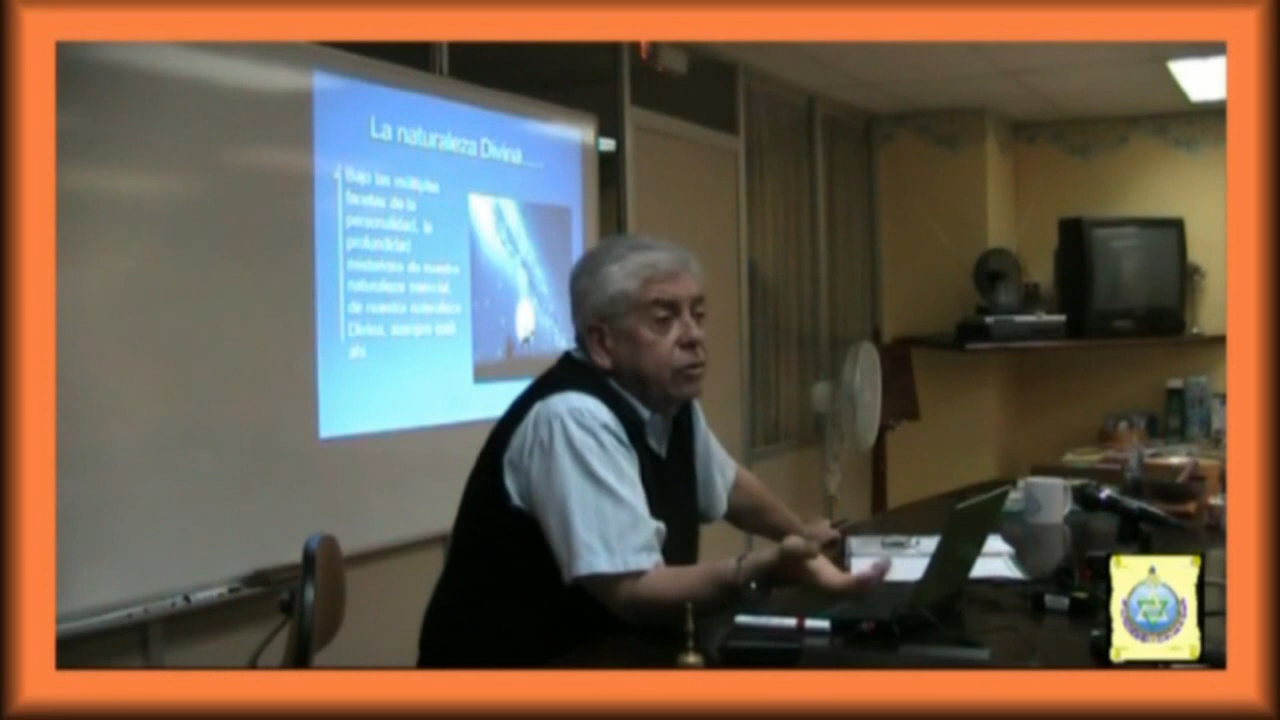 La naturaleza Divina.....
Bajo las múltiples
facetas de la
personalidad, la
profundidad
de nuestra
naturaleza esencial,
de nuestra naturaleza
Divina, siempre está
ahí